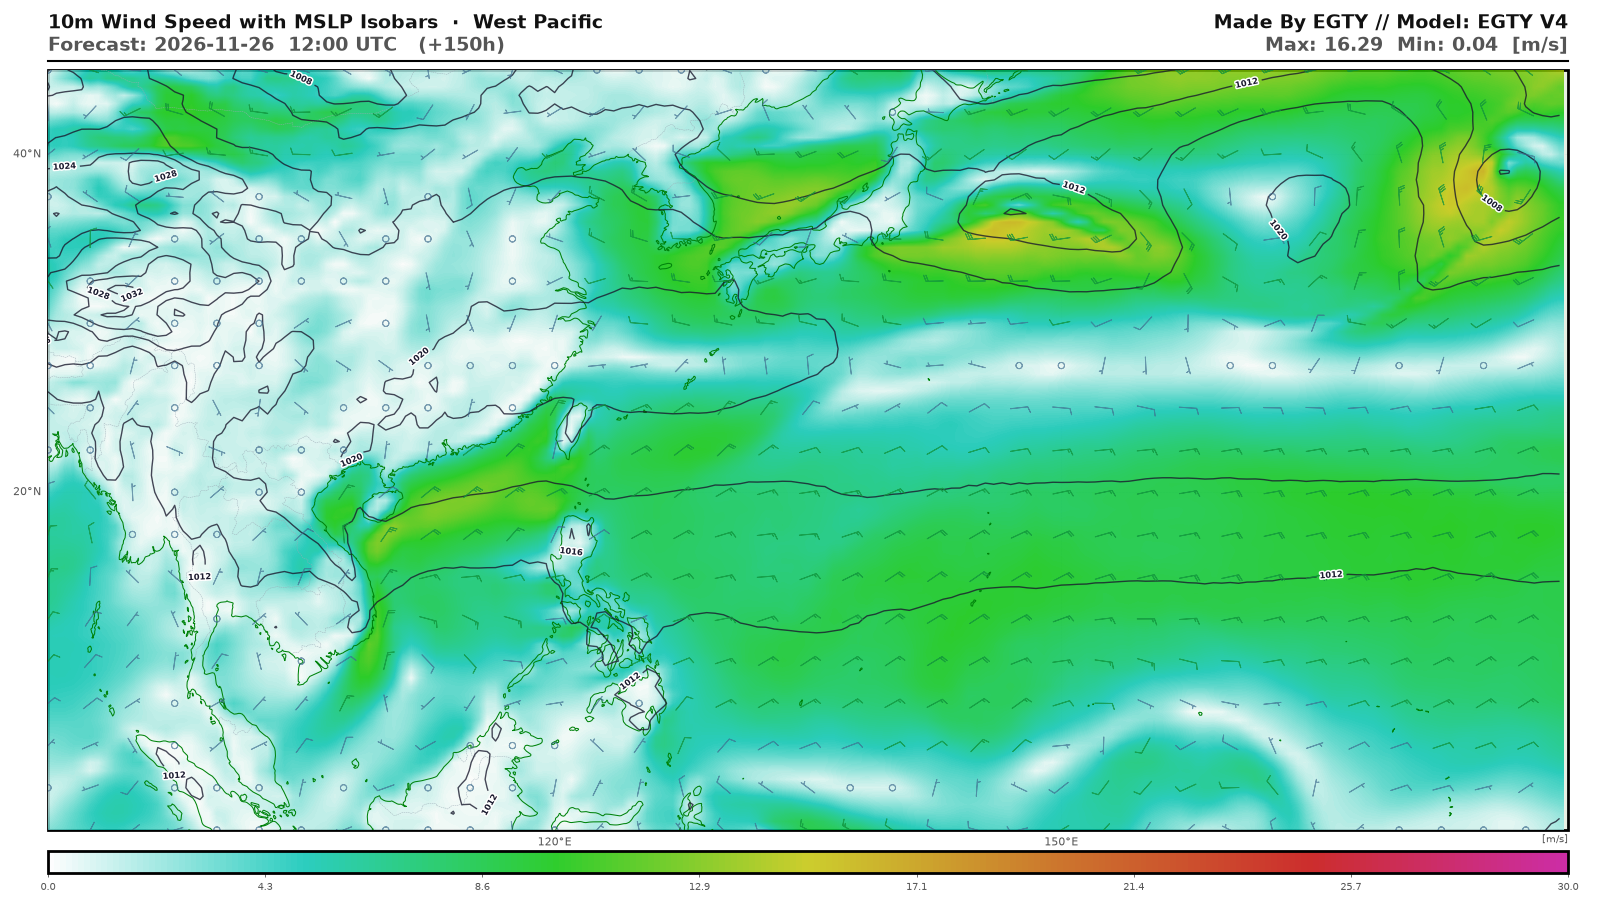 10m Wind Speed with MSLP Isobars · West Pacific
Made By EGTY // Model: EGTY V4
Forecast: 2026-11-26 12:00 UTC (+150h)
Max: 16.29 Min: 0.04 [m/s]
1008
1012
40°N
1024
1028
1012
1008
1020
1028
1032
1020
1020
20°N
1016
1012
1012
1012
1012
1012
120°E
150°E
[m/s]
0.0
4.3
8.6
12.9
17.1
21.4
25.7
30.0